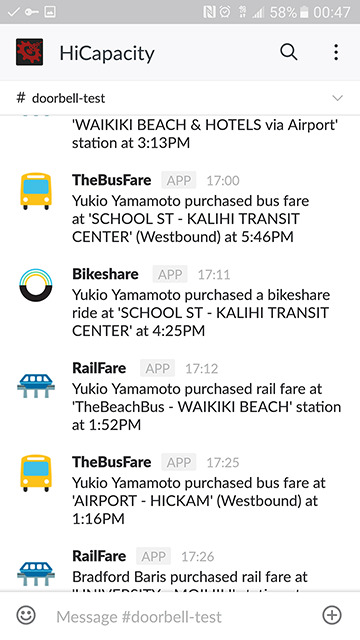 58% 00:47
HiCapacity
# doorbell-test
'WAIKIKI BEACH & HOTELS via Airport'
station at 3:13PM
TheBusFare APP 17:00
Yukio Yamamoto purchased bus fare
at 'SCHOOL ST - KALIHI TRANSIT
CENTER' (Westbound) at 5:46PM
Bikeshare APP 17:11
Yukio Yamamoto purchased a bikeshare
ride at 'SCHOOL ST - KALIHI TRANSIT
CENTER' at 4:25PM
RailFare APP 17:12
Yukio Yamamoto purchased rail fare at
'TheBeachBus - WAIKIKI BEACH' station
at 1:52PM
TheBusFare APP 17:25
Yukio Yamamoto purchased bus fare at
'AIRPORT - HICKAM' (Westbound) at
1:16PM
RailFare APP 17:26
Bradford Baris purchased rail fare at
Message #doorbell-test